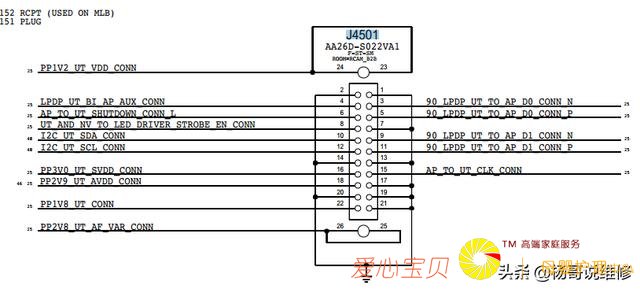 152 RCPT (USED ON MLB)
151 PLUG
J4501
AA26D-S022VA1
F-ST-SM
ROOM=RCAM_B2B
25 PP1V2_UT_VDD_CONN 24 23
2 1
25 LPDP_UT_BI_AP_AUX_CONN 4 3 90_LPDP_UT_TO_AP_D0_CONN_N 25
25 AP_TO_UT_SHUTDOWN_CONN_L 6 5 90_LPDP_UT_TO_AP_D0_CONN_P 25
25 UT_AND_NV_TO_LED_DRIVER_STROBE_EN_CONN 8 7
48 25 I2C_UT_SDA_CONN 10 9 90_LPDP_UT_TO_AP_D1_CONN_N 25
48 25 I2C_UT_SCL_CONN 12 11 90_LPDP_UT_TO_AP_D1_CONN_P 25
14 13
25 PP3V0_UT_SVDD_CONN 16 15 AP_TO_UT_CLK_CONN 25
46 25 PP2V9_UT_AVDD_CONN 18 17
20 19
25 PP1V8_UT_CONN 22 21
25 PP2V8_UT_AF_VAR_CONN 26 25
TM 高端家庭服务
爱心宝贝
头条@杨哥说维修